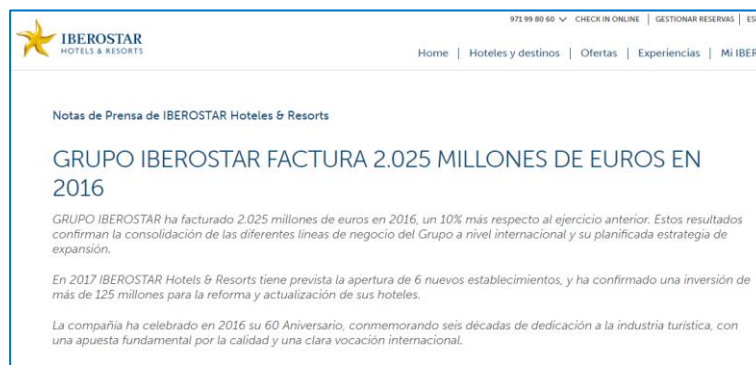 971 99 80 60 CHECK IN ONLINE | GESTIONAR RESERVAS |
IBEROSTAR
HOTELS & RESORTS
Home | Hoteles y destinos | Ofertas | Experiencias | Mi IBER
Notas de Prensa de IBEROSTAR Hoteles & Resorts
GRUPO IBEROSTAR FACTURA 2.025 MILLONES DE EUROS EN
2016
GRUPO IBEROSTAR ha facturado 2.025 millones de euros en 2016, un 10% más respecto al ejercicio anterior. Estos resultados
confirman la consolidación de las diferentes líneas de negocio del Grupo a nivel internacional y su planificada estrategia de
expansión.
En 2017 IBEROSTAR Hotels & Resorts tiene prevista la apertura de 6 nuevos establecimientos, y ha confirmado una inversión de
más de 125 millones para la reforma y actualización de sus hoteles.
La compañía ha celebrado en 2016 su 60 Aniversario, conmemorando seis décadas de dedicación a la industria turística, con
una apuesta fundamental por la calidad y una clara vocación internacional.